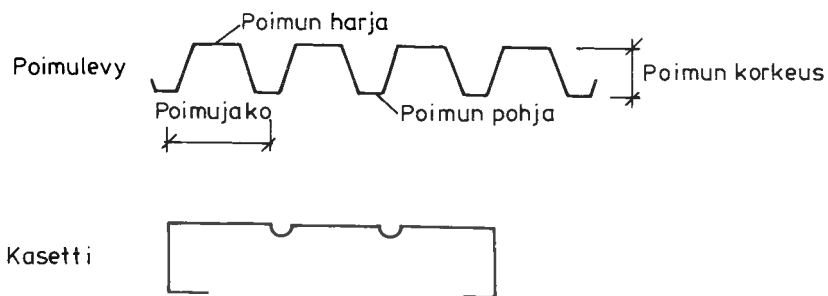 Poimun harja
Poimulevy
Poimun korkeus
Poimujako
Poimun pohja
Kasetti